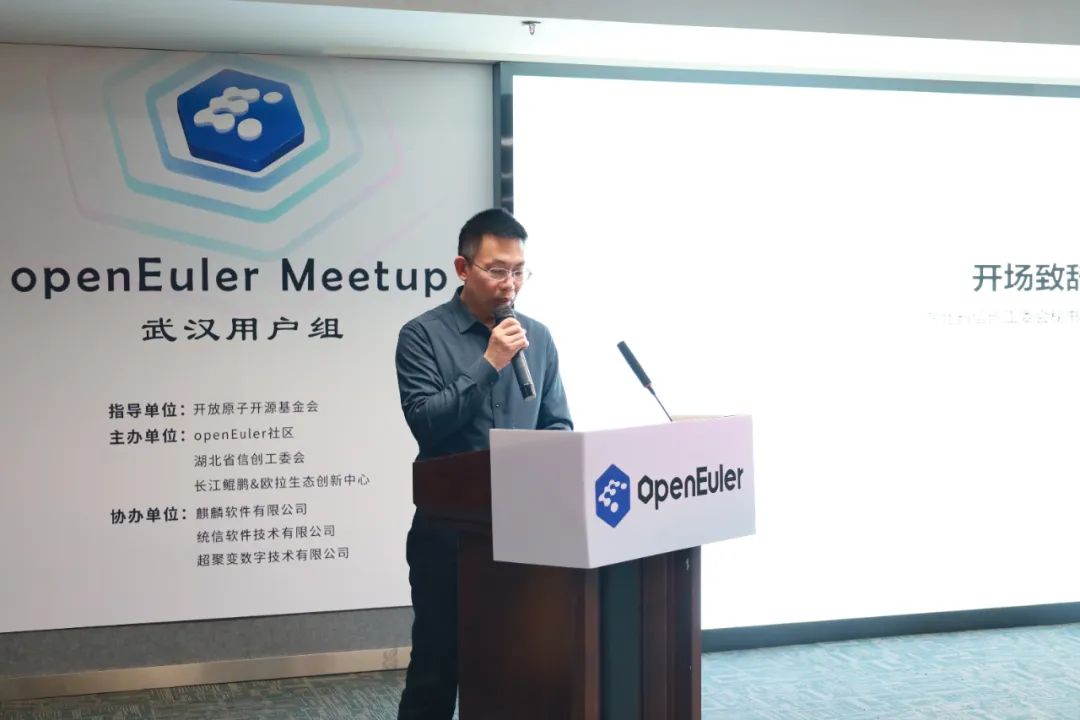 openEuler Meetup
武汉用户组
指导单位：开放原子开源基金会
主办单位：openEuler社区
湖北省信创工委会
长江鲲鹏&欧拉生态创新中心
协办单位：麒麟软件有限公司
统信软件技术有限公司
超聚变数字技术有限公司
开场致辞
openEuler